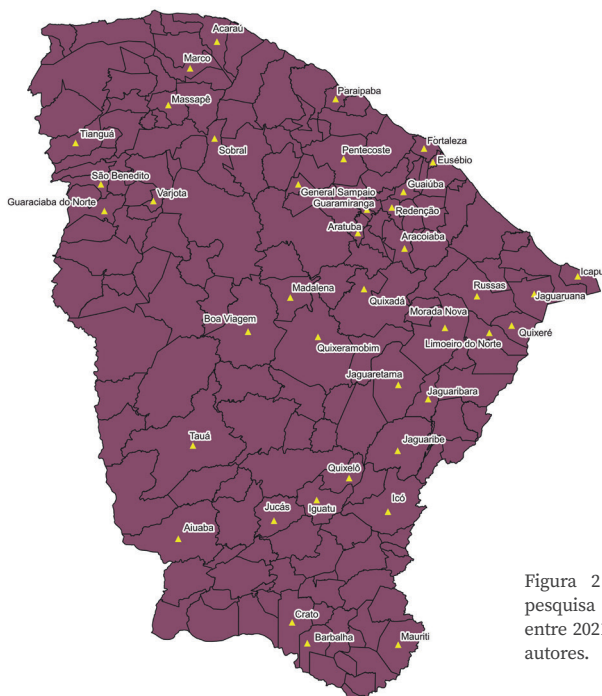 Acaraú
Marco
Paraipaba
Massapê
Tianguá
Sobral
Fortaleza
Pentecoste
Eusébio
São Benedito
Varjota
General Sampaio
Guaiúba
Guaraciaba do Norte
Guaramiranga
Redenção
Aratuba
Aracoiaba
Icapu
Madalena
Quixadá
Russas
Jaguaruana
Boa Viagem
Morada Nova
Quixeramobim
Limoeiro do Norte
Quixeré
Jaguaretama
Jaguaribara
Tauá
Jaguaribe
Quixelô
Jucás
Iguatu
Icó
Aiuaba
Figura 2
pesquisa
entre 202
autores.
Crato
Barbalha
Mauriti